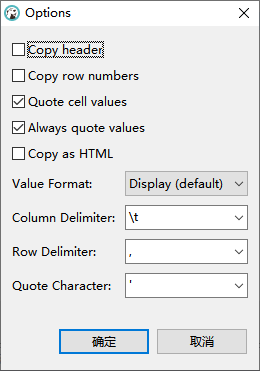 Options
Copy header
Copy row numbers
Quote cell values
Always quote values
Copy as HTML
Value Format: Display (default)
Column Delimiter: \t
Row Delimiter: ,
Quote Character: '
确定 取消